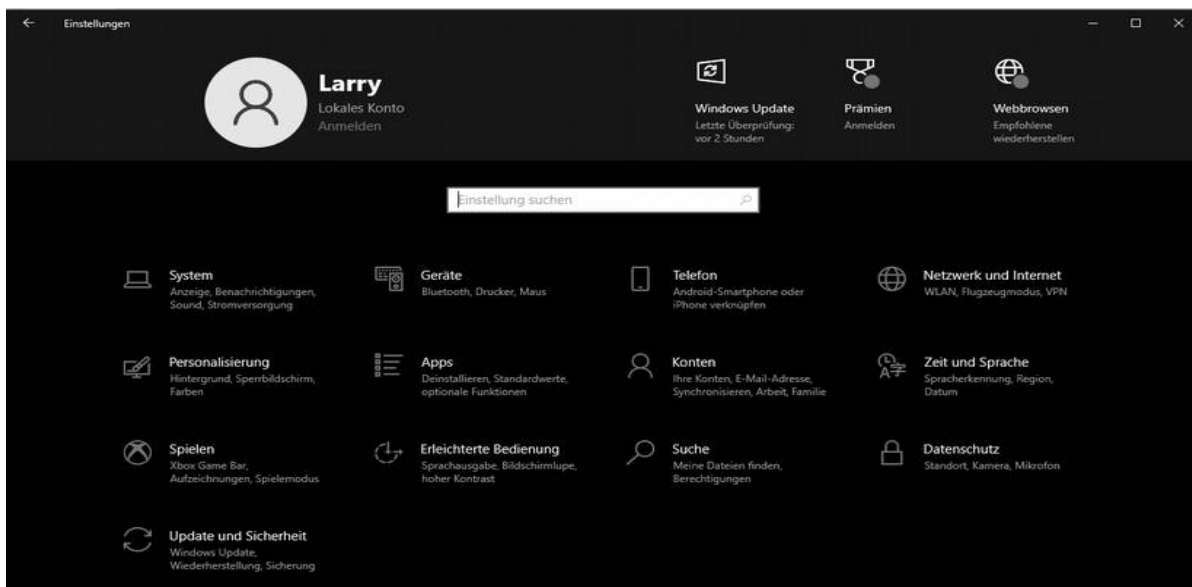 Einstellungen
Larry
Lokales Konto
Anmelden
Windows Update
Letzte Überprüfung:
vor 2 Stunden
Prämien
Anmelden
Webbrowsen
Empfohlene
wiederherstellen
Einstellung suchen
System
Anzeige, Benachrichtigungen,
Sound, Stromversorgung
Geräte
Bluetooth, Drucker, Maus
Telefon
Android-Smartphone oder
iPhone verknüpfen
Netzwerk und Internet
WLAN, Flugzeugmodus, VPN
Personalisierung
Hintergrund, Sperrbildschirm,
Farben
Apps
Deinstallieren, Standardwerte,
optionale Funktionen
Konten
Ihre Konten, E-Mail-Adresse,
Synchronisieren, Arbeit, Familie
Zeit und Sprache
Spracherkennung, Region,
Datum
Spielen
Xbox Game Bar,
Aufzeichnungen, Spielemodus
Erleichterte Bedienung
Sprachausgabe, Bildschirmlupe,
hoher Kontrast
Suche
Meine Dateien finden,
Berechtigungen
Datenschutz
Standort, Kamera, Mikrofon
Update und Sicherheit
Windows Update,
Wiederherstellung, Sicherung